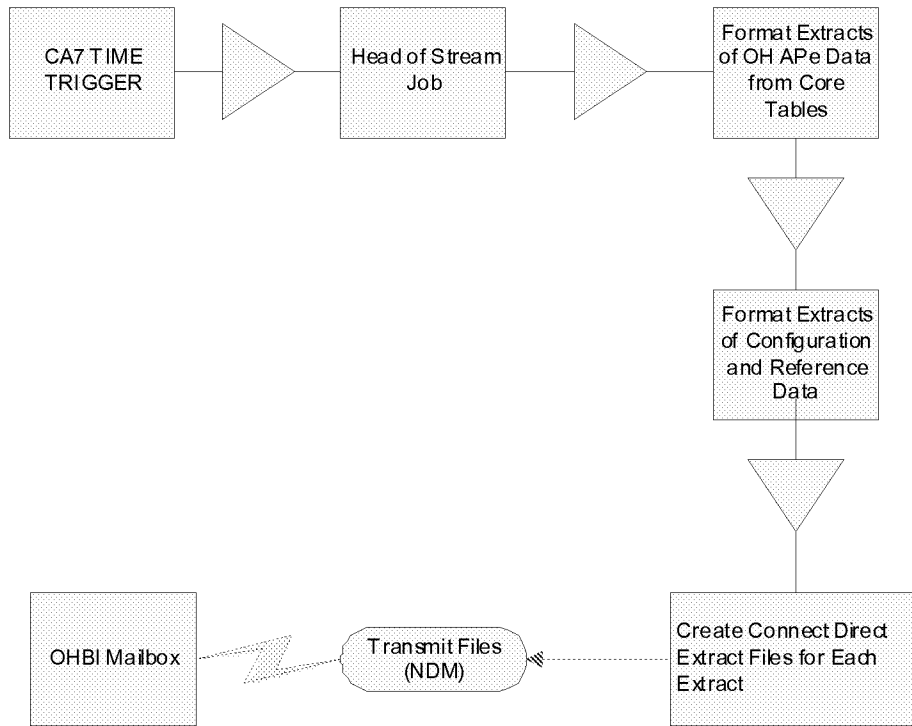 CA7 TIME
TRIGGER
Head of Stream
Job
Format Extracts
of OH APe Data
from Core
Tables
Format Extracts
of Configuration
and Reference
Data
Create Connect Direct
Extract Files for Each
Extract
Transmit Files
(NDM)
OHBI Mailbox